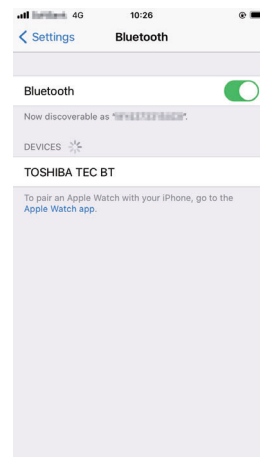 4G 10:26
Settings Bluetooth
Bluetooth
Now discoverable as "
DEVICES
TOSHIBA TEC BT
To pair an Apple Watch with your iPhone, go to the
Apple Watch app.